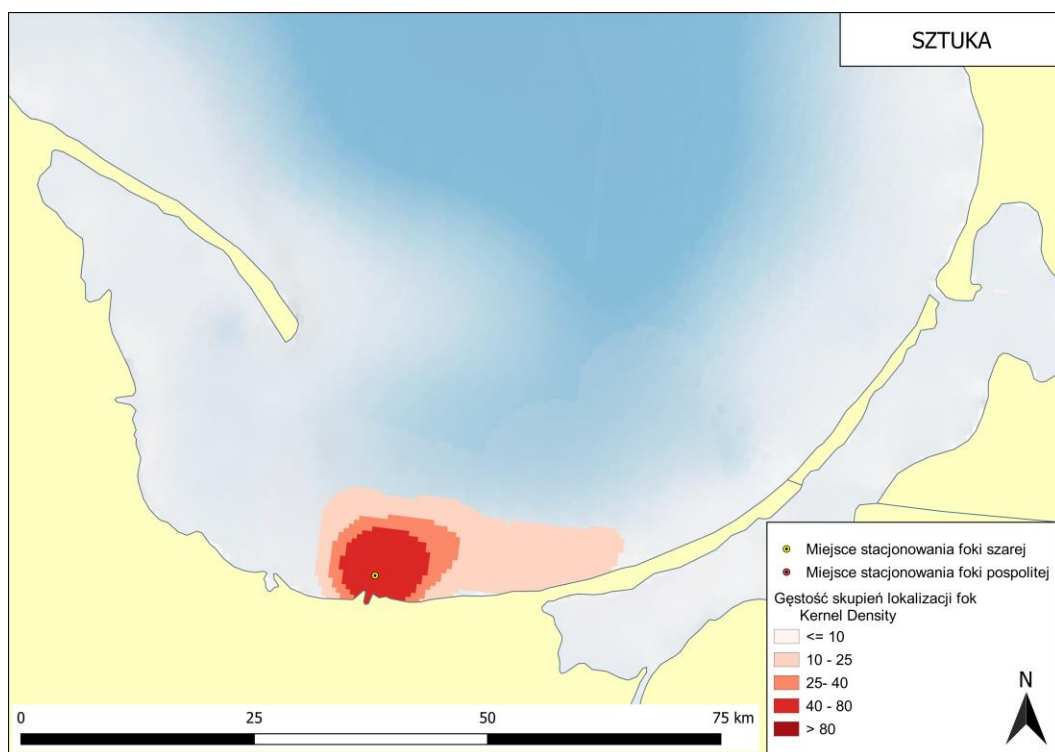 SZTUKA
Miejsce stacjonowania foki szarej
Miejsce stacjonowania foki pospolitej
Gęstość skupień lokalizacji fok
Kernel Density
<= 10
10 - 25
25- 40
40 - 80
> 80
N
0 25 50 75 km